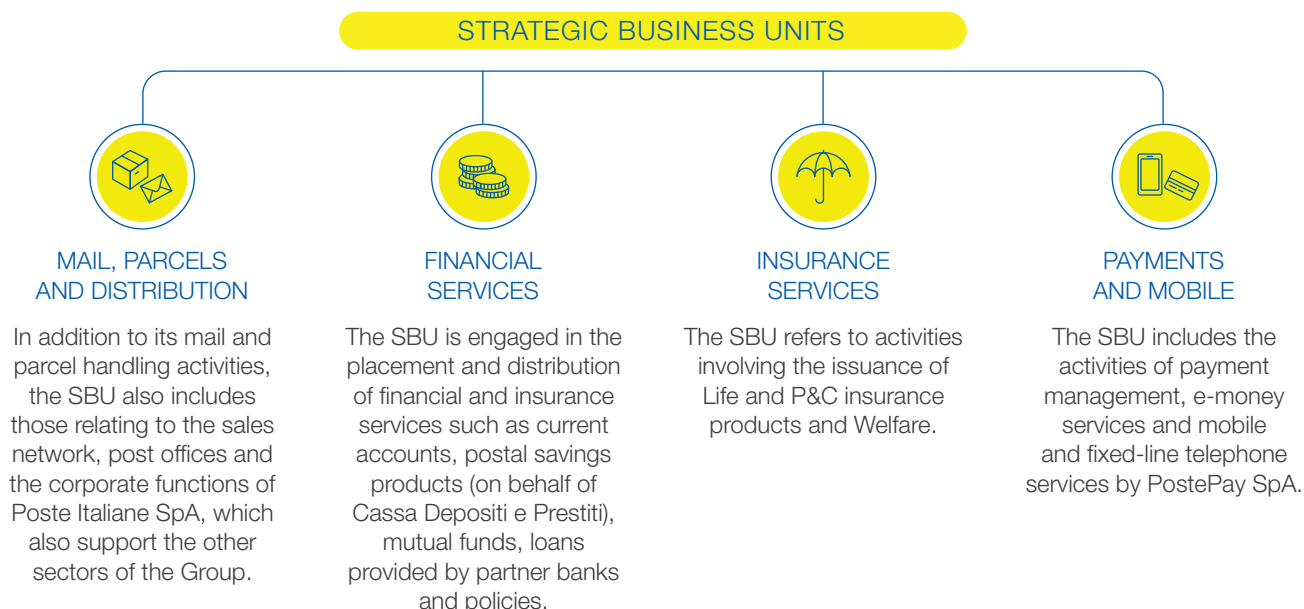 STRATEGIC BUSINESS UNITS
MAIL, PARCELS
AND DISTRIBUTION
In addition to its mail and
parcel handling activities,
the SBU also includes
those relating to the sales
network, post offices and
the corporate functions of
Poste Italiane SpA, which
also support the other
sectors of the Group.
FINANCIAL
SERVICES
The SBU is engaged in the
placement and distribution
of financial and insurance
services such as current
accounts, postal savings
products (on behalf of
Cassa Depositi e Prestiti),
mutual funds, loans
provided by partner banks
and policies.
INSURANCE
SERVICES
The SBU refers to activities
involving the issuance of
Life and P&C insurance
products and Welfare.
PAYMENTS
AND MOBILE
The SBU includes the
activities of payment
management, e-money
services and mobile
and fixed-line telephone
services by PostePay SpA.